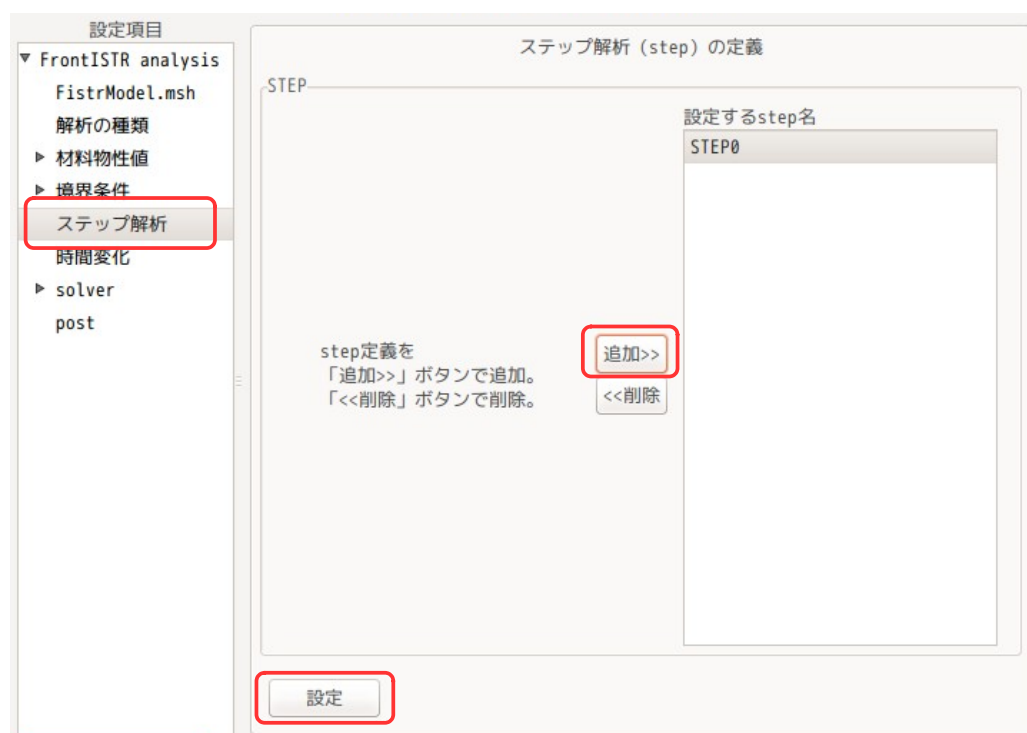 設定項目
FrontISTR analysis
FistrModel.msh
解析の種類
材料物性値
境界条件
ステップ解析
時間変化
solver
post
ステップ解析 (step) の定義
STEP
設定するstep名
STEP0
step定義を
「追加>>」ボタンで追加。
「<<削除」ボタンで削除。
追加>>
<<削除
設定